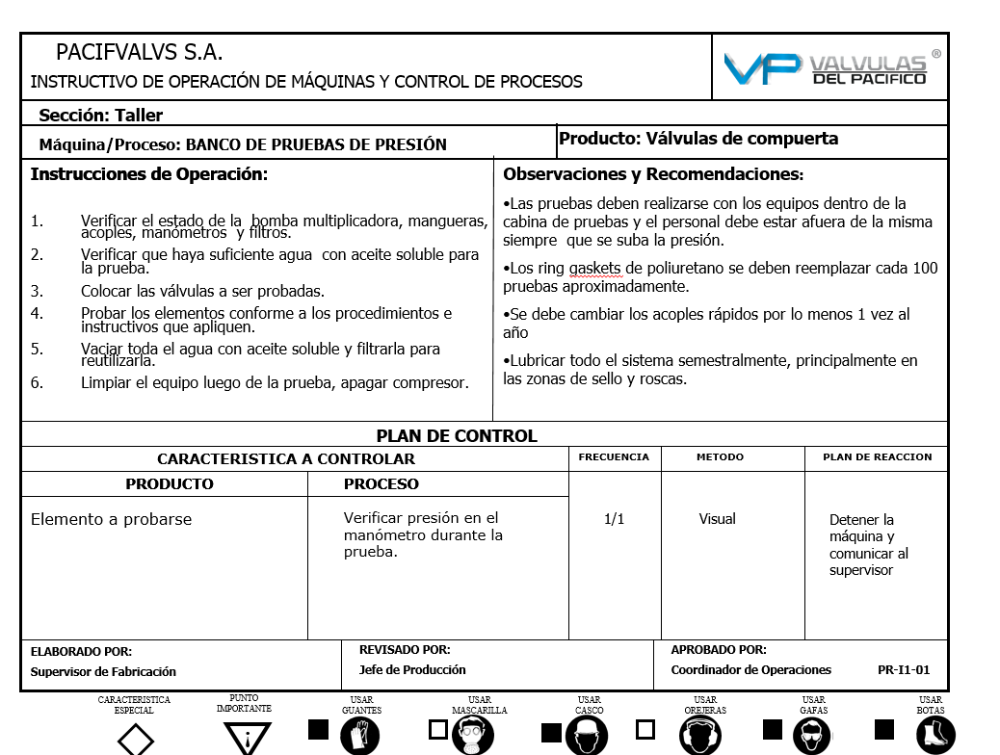 PACIFVALVS S.A.
INSTRUCTIVO DE OPERACIÓN DE MÁQUINAS Y CONTROL DE PROCESOS
VP VALVULAS ®
DEL PACIFICO
Sección: Taller
Máquina/Proceso: BANCO DE PRUEBAS DE PRESIÓN
Producto: Válvulas de compuerta
Instrucciones de Operación:
1. Verificar el estado de la bomba multiplicadora, mangueras,
acoples, manómetros y filtros.
2. Verificar que haya suficiente agua con aceite soluble para
la prueba.
3. Colocar las válvulas a ser probadas.
4. Probar los elementos conforme a los procedimientos e
instructivos que apliquen.
5. Vaciar toda el agua con aceite soluble y filtrarla para
reutilizarla.
6. Limpiar el equipo luego de la prueba, apagar compresor.
Observaciones y Recomendaciones:
•Las pruebas deben realizarse con los equipos dentro de la
cabina de pruebas y el personal debe estar afuera de la misma
siempre que se suba la presión.
•Los ring gaskets de poliuretano se deben reemplazar cada 100
pruebas aproximadamente.
•Se debe cambiar los acoples rápidos por lo menos 1 vez al
año
•Lubricar todo el sistema semestralmente, principalmente en
las zonas de sello y roscas.
PLAN DE CONTROL
CARACTERISTICA A CONTROLAR
FRECUENCIA
METODO
PLAN DE REACCION
PRODUCTO
PROCESO
Elemento a probarse
Verificar presión en el
manómetro durante la
prueba.
1/1
Visual
Detener la
máquina y
comunicar al
supervisor
ELABORADO POR:
Supervisor de Fabricación
REVISADO POR:
Jefe de Producción
APROBADO POR:
Coordinador de Operaciones
PR-I1-01
CARACTERISTICA
ESPECIAL
PUNTO
IMPORTANTE
USAR
GUANTES
USAR
MASCARILLA
USAR
CASCO
USAR
OREJERAS
USAR
GAFAS
USAR
BOTAS